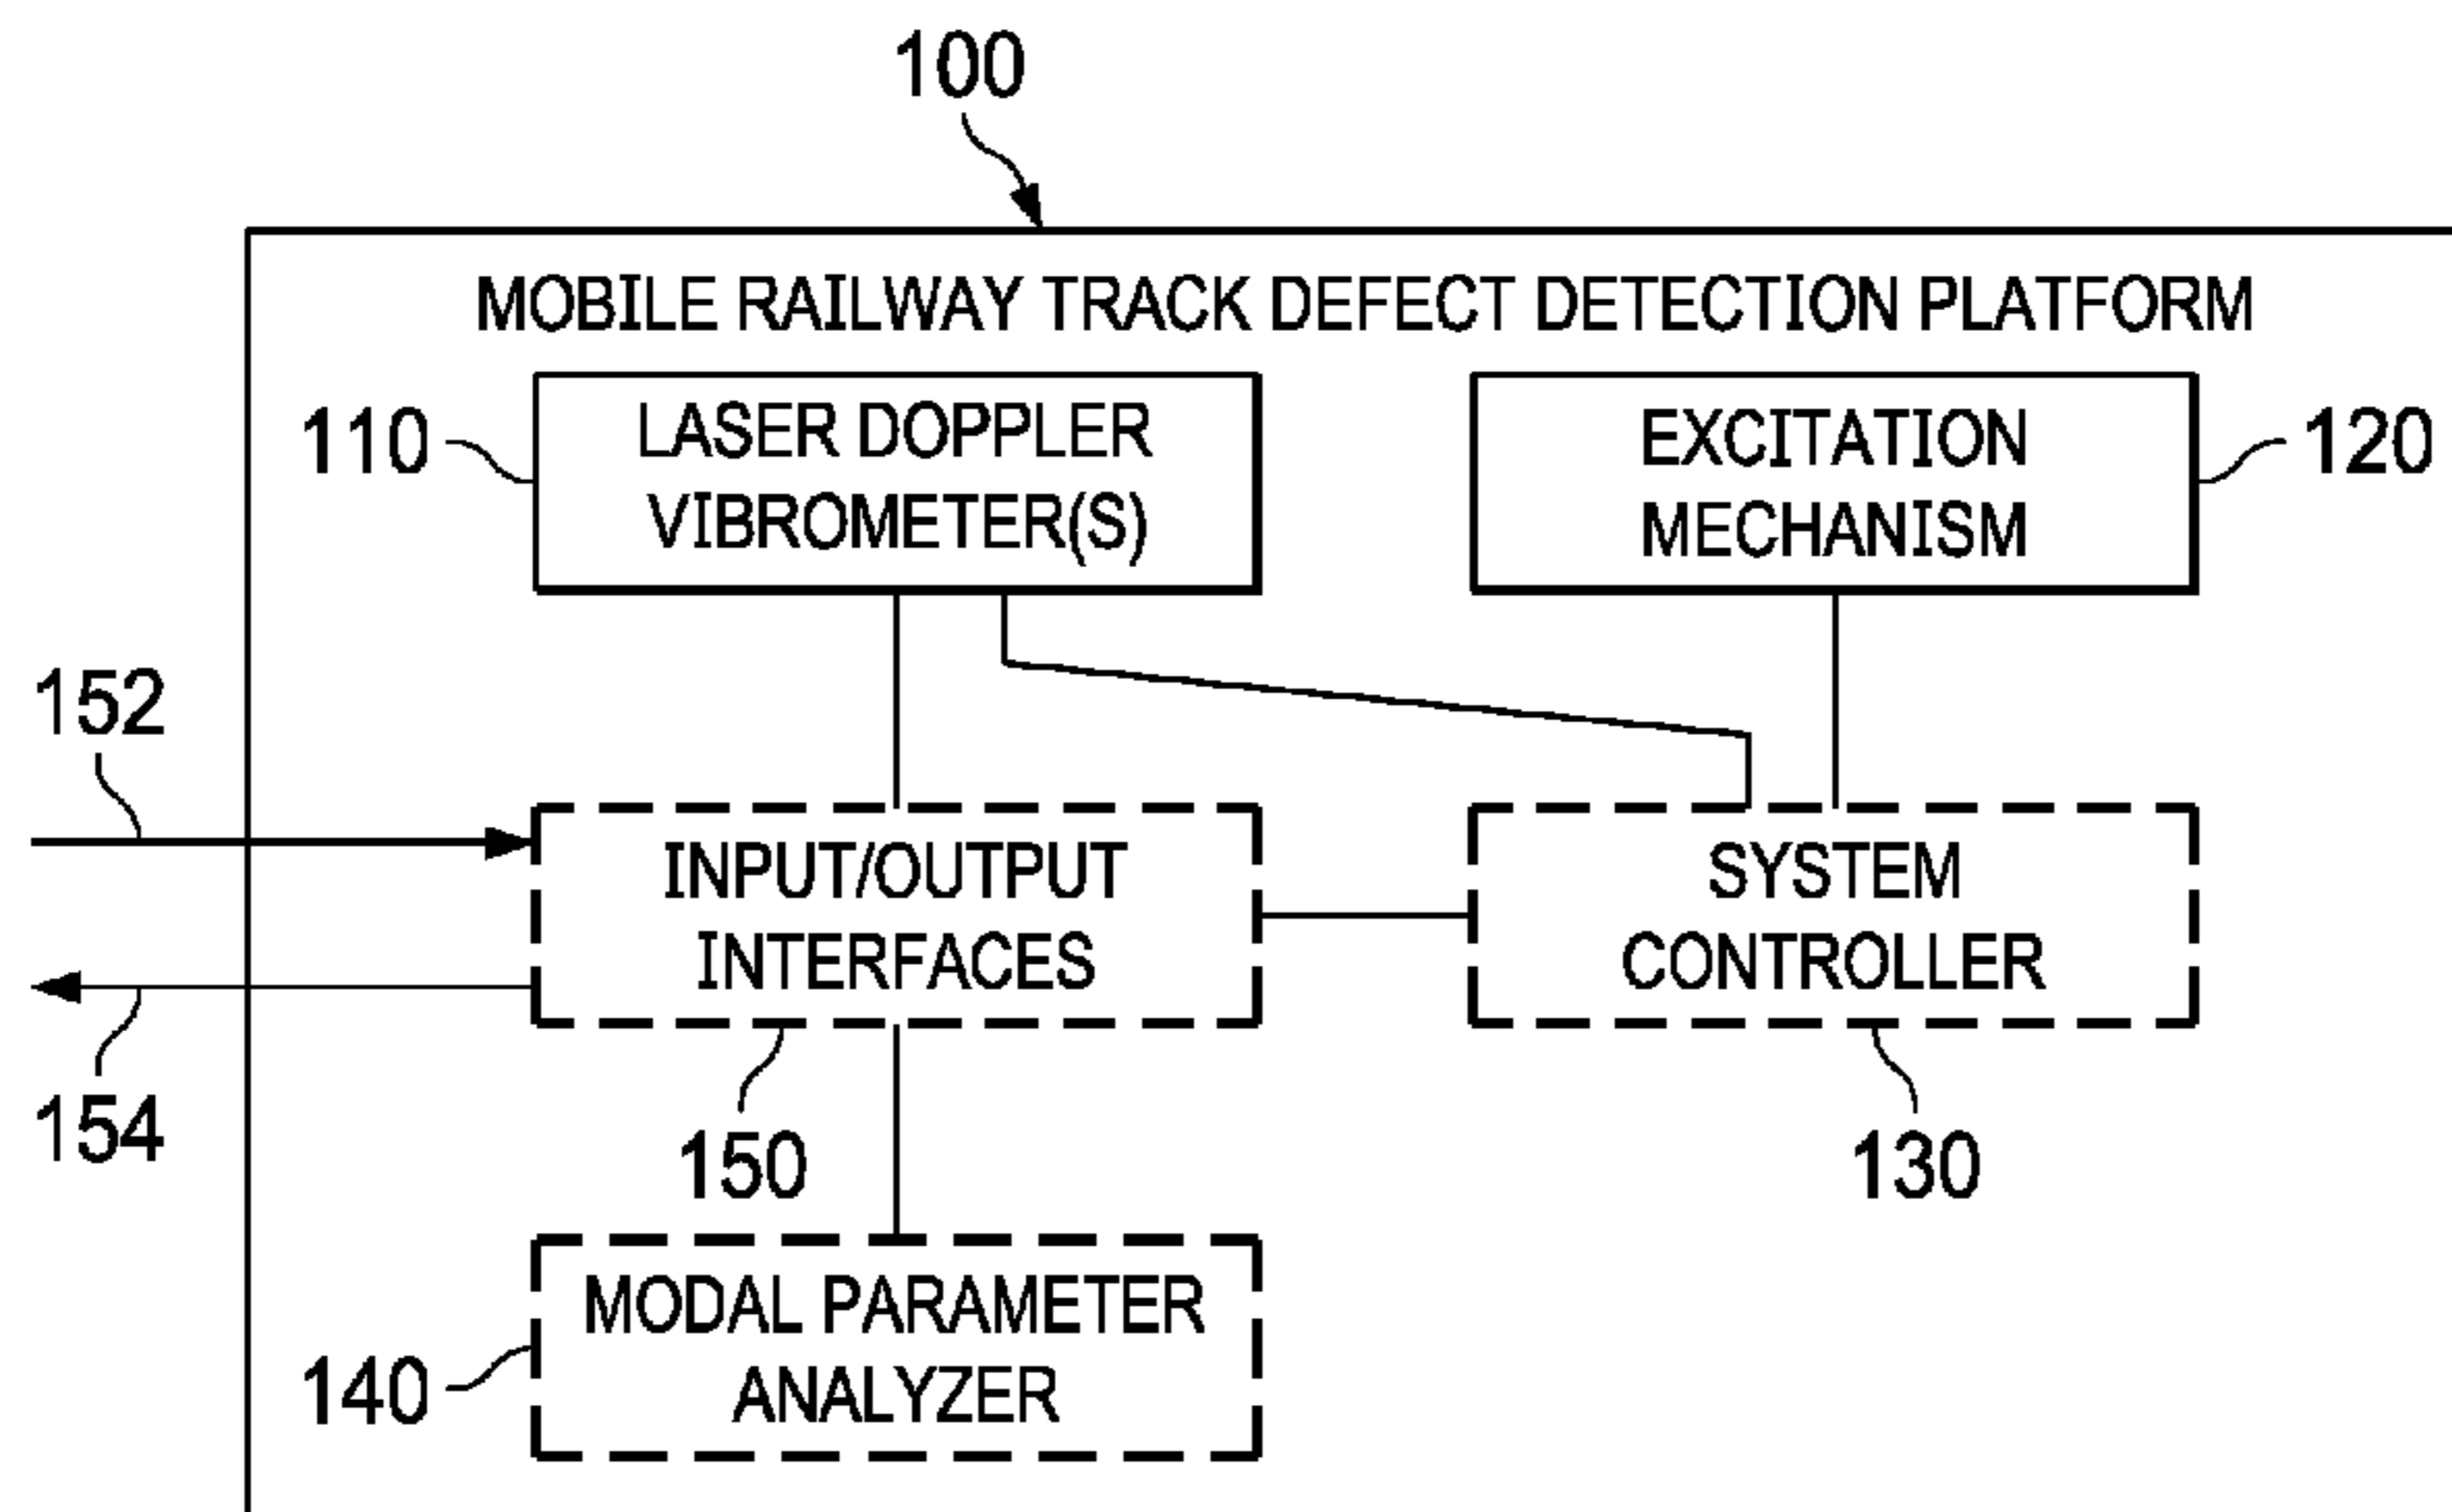 100
MOBILE RAILWAY TRACK DEFECT DETECTION PLATFORM
110
LASER DOPPLER
VIBROMETER(S)
EXCITATION
MECHANISM
120
152
INPUT/OUTPUT
INTERFACES
SYSTEM
CONTROLLER
154
150
130
140
MODAL PARAMETER
ANALYZER